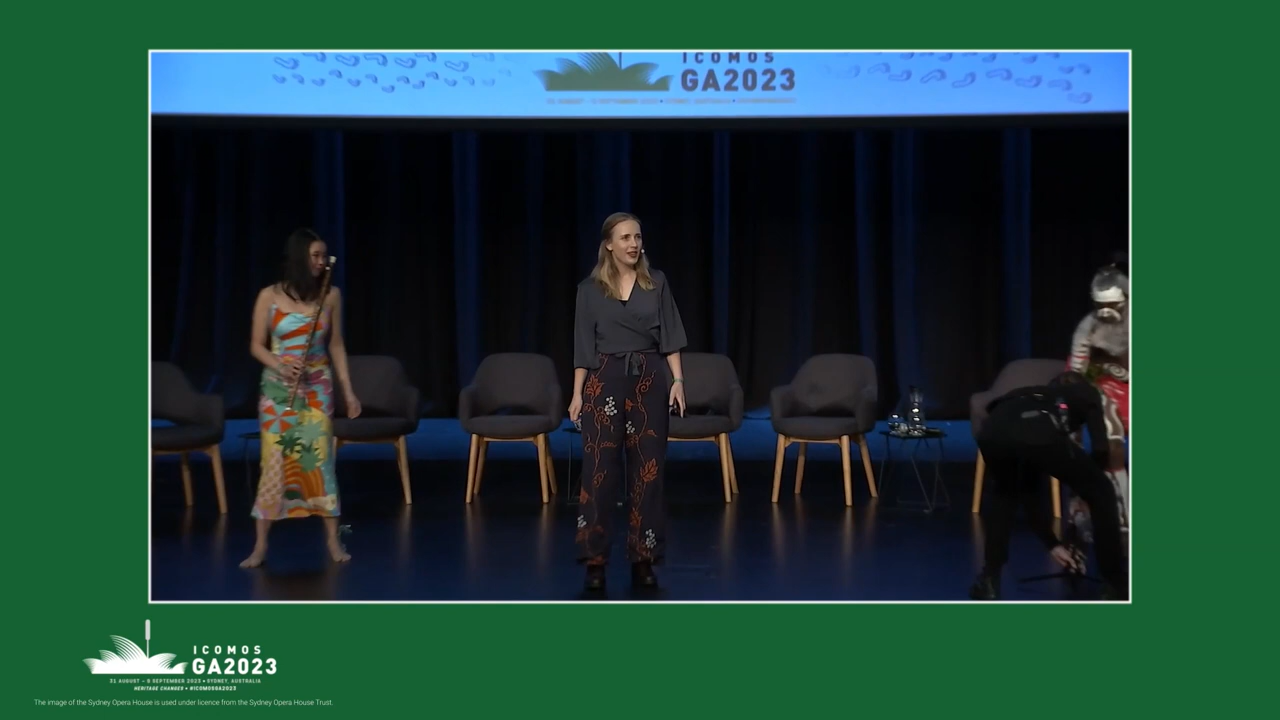 ICOMOS
GA2023
ICOMOS
GA2023
31 AUGUST – 9 SEPTEMBER 2023 • SYDNEY, AUSTRALIA
HERITAGE CHANGES • #ICOMOSGA2023
The image of the Sydney Opera House is used under licence from the Sydney Opera House Trust.